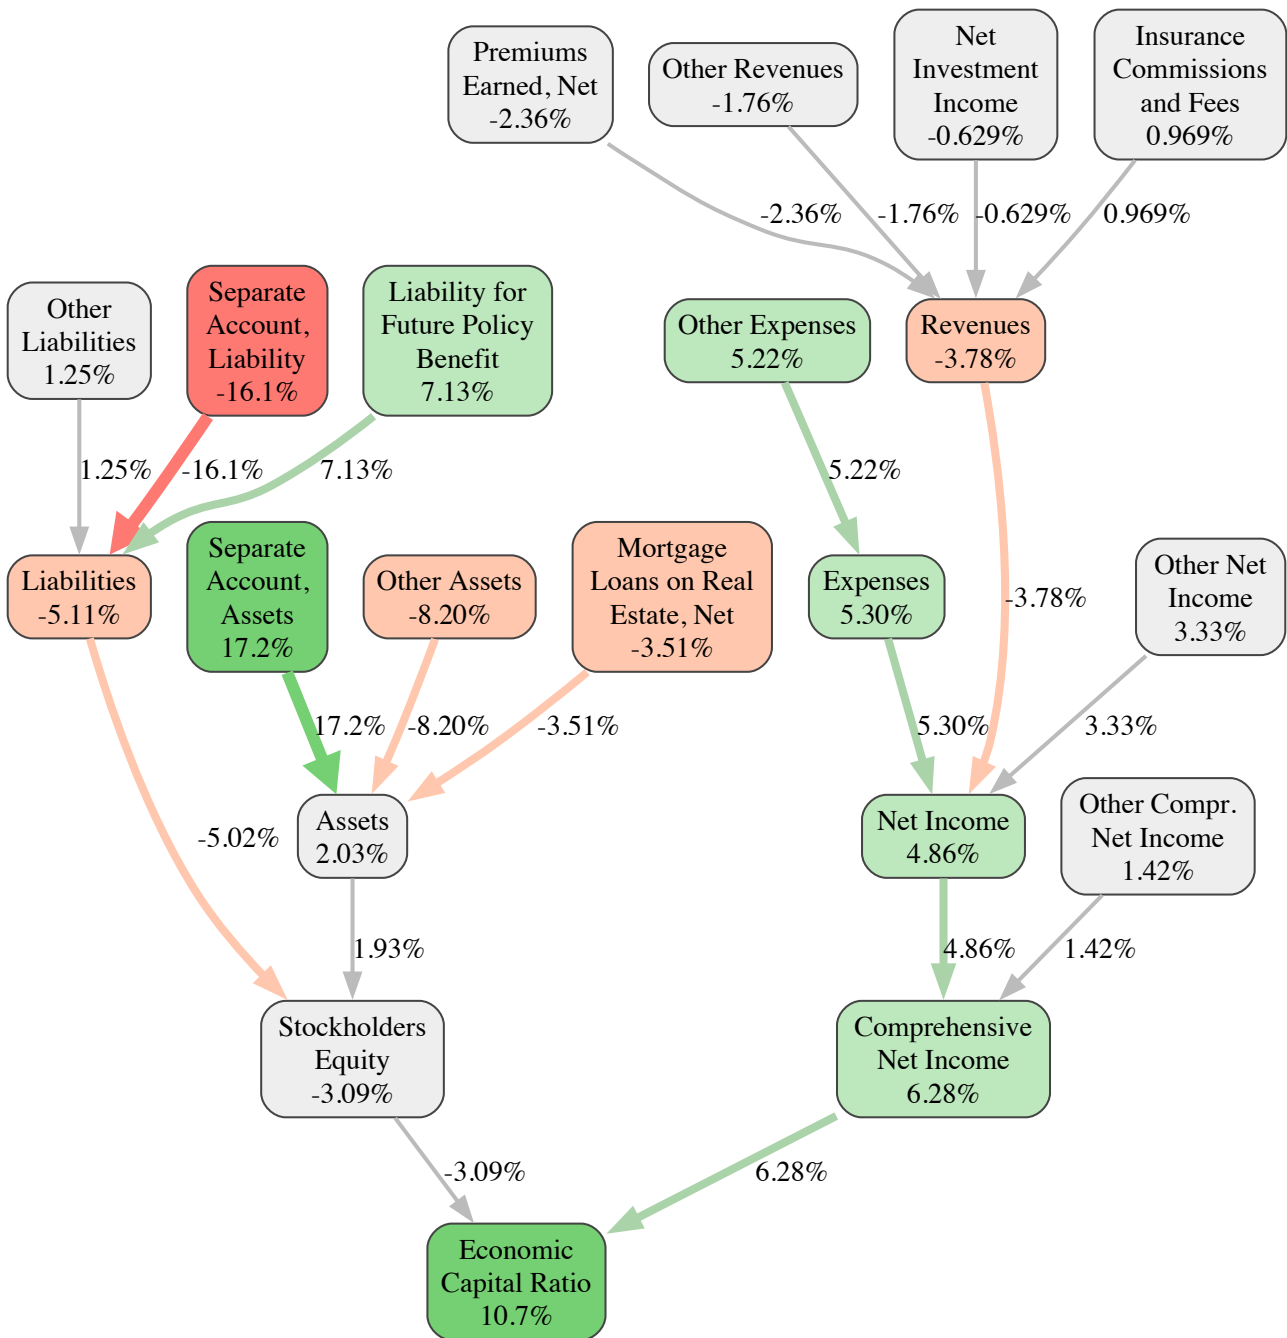 Premiums
Earned, Net
-2.36%
Other Revenues
-1.76%
Net
Investment
Income
-0.629%
Insurance
Commissions
and Fees
0.969%
-2.36%
-1.76%
-0.629%
0.969%
Other
Liabilities
1.25%
Separate
Account,
Liability
-16.1%
Liability for
Future Policy
Benefit
7.13%
Other Expenses
5.22%
Revenues
-3.78%
1.25%
-16.1%
7.13%
5.22%
Liabilities
-5.11%
Separate
Account,
Assets
17.2%
Other Assets
-8.20%
Mortgage
Loans on Real
Estate, Net
-3.51%
Expenses
5.30%
-3.78%
Other Net
Income
3.33%
17.2%
-8.20%
-3.51%
5.30%
3.33%
-5.02%
Assets
2.03%
Net Income
4.86%
Other Compr.
Net Income
1.42%
1.93%
4.86%
1.42%
Stockholders
Equity
-3.09%
Comprehensive
Net Income
6.28%
-3.09%
6.28%
Economic
Capital Ratio
10.7%